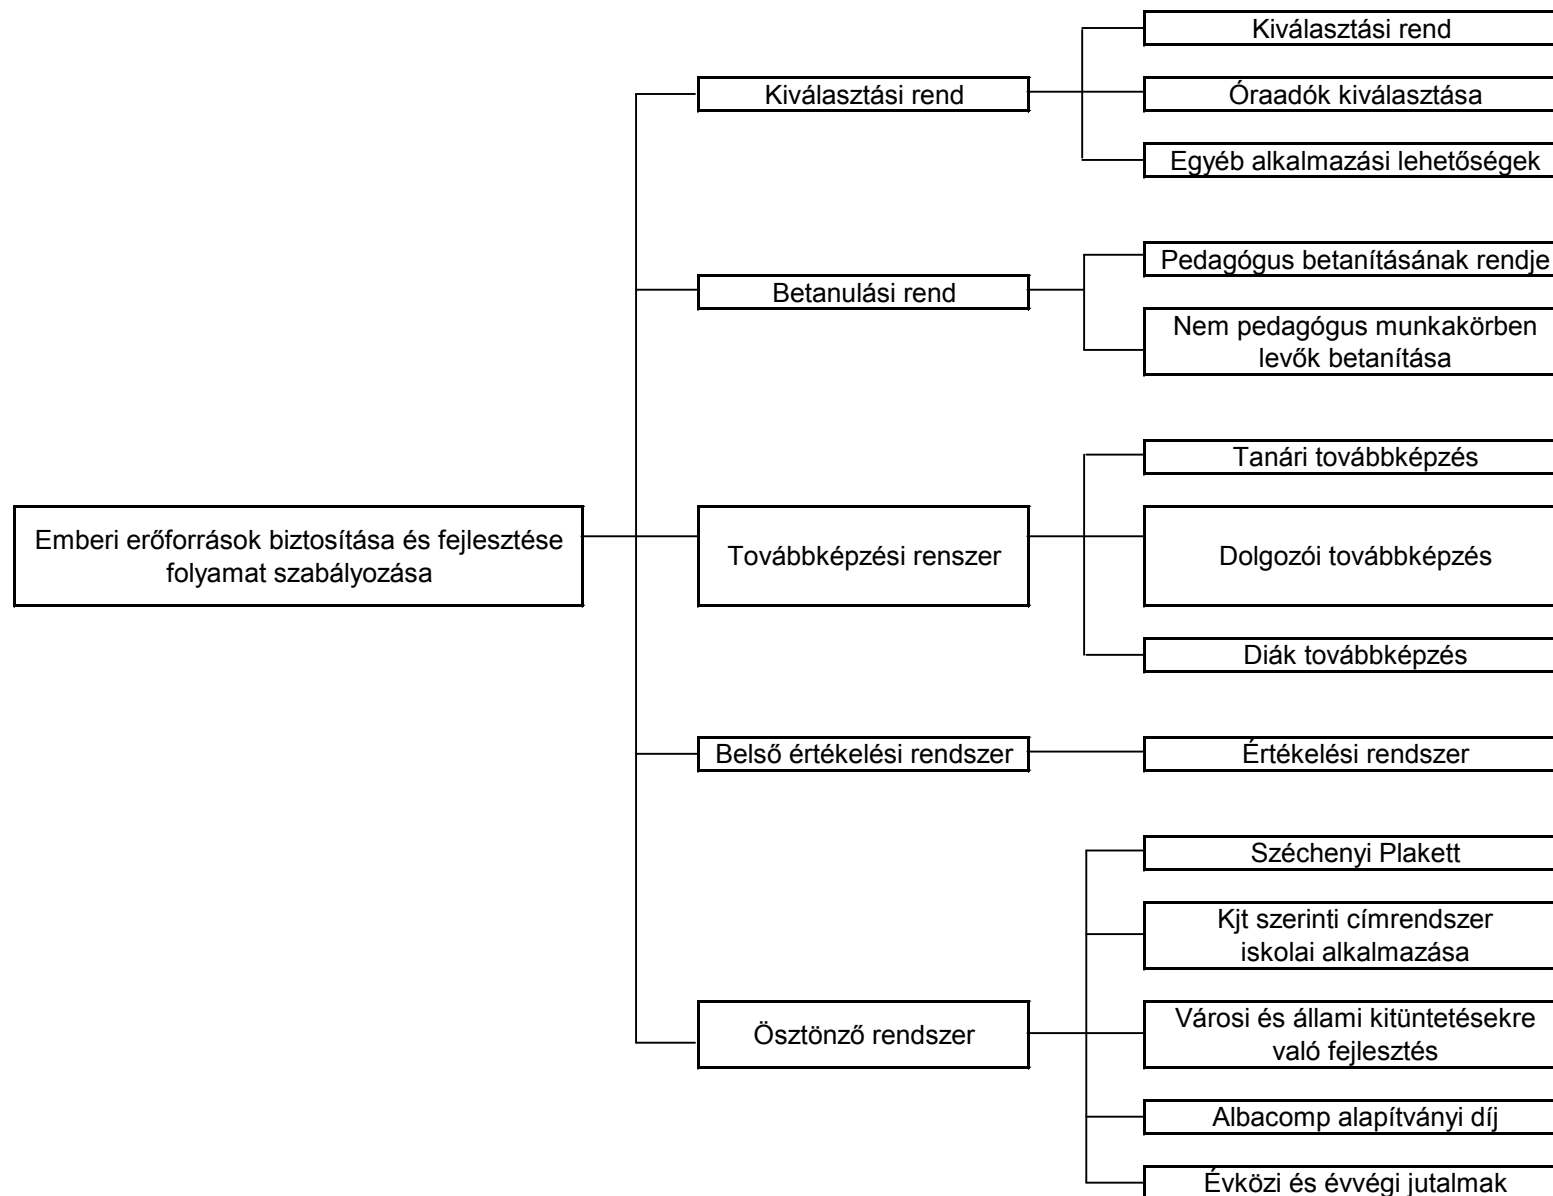 Kiválasztási rend
Kiválasztási rend
Óraadók kiválasztása
Egyéb alkalmazási lehetőségek
Betanulási rend
Pedagógus betanításának rendje
Nem pedagógus munkakörben
levők betanítása
Emberi erőforrások biztosítása és fejlesztése
folyamat szabályozása
Továbbképzési renszer
Tanári továbbképzés
Dolgozói továbbképzés
Diák továbbképzés
Belső értékelési rendszer
Értékelési rendszer
Ösztönző rendszer
Széchenyi Plakett
Kjt szerinti címrendszer
iskolai alkalmazása
Városi és állami kitüntetésekre
való fejlesztés
Albacomp alapítványi díj
Évközi és évvégi jutalmak